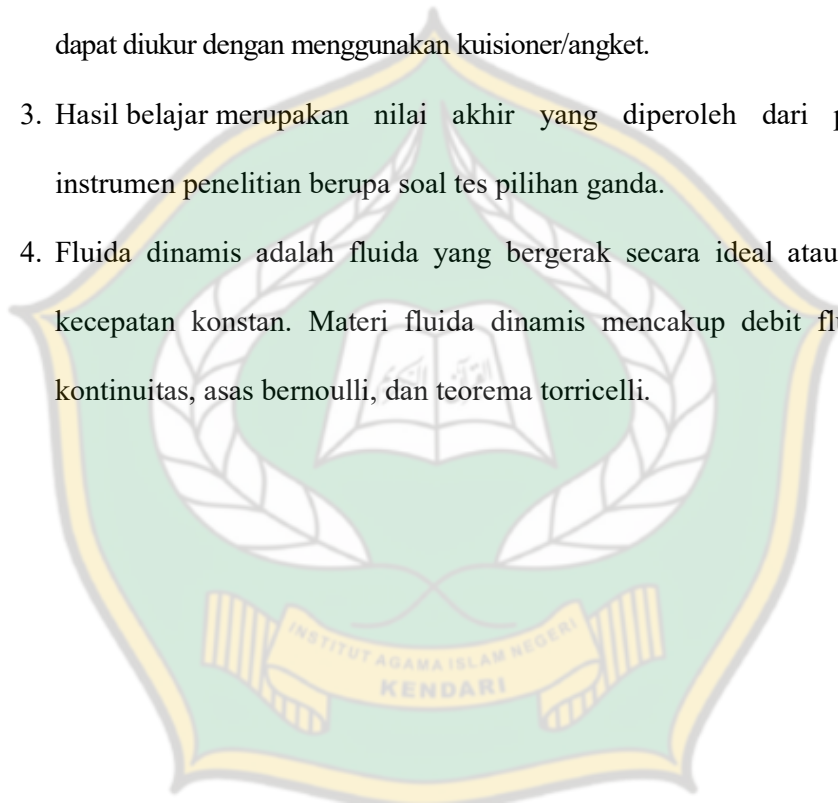 dapat diukur dengan menggunakan kuisioner/angket.
3. Hasil belajar merupakan nilai akhir yang diperoleh dari
instrumen penelitian berupa soal tes pilihan ganda.
4. Fluida dinamis adalah fluida yang bergerak secara ideal atau
kecepatan konstan. Materi fluida dinamis mencakup debit
kontinuitas, asas bernoulli, dan teorema torricelli.
القرآن الكريم
INSTITUT AGAMA ISLAM NEGERI
KENDARI